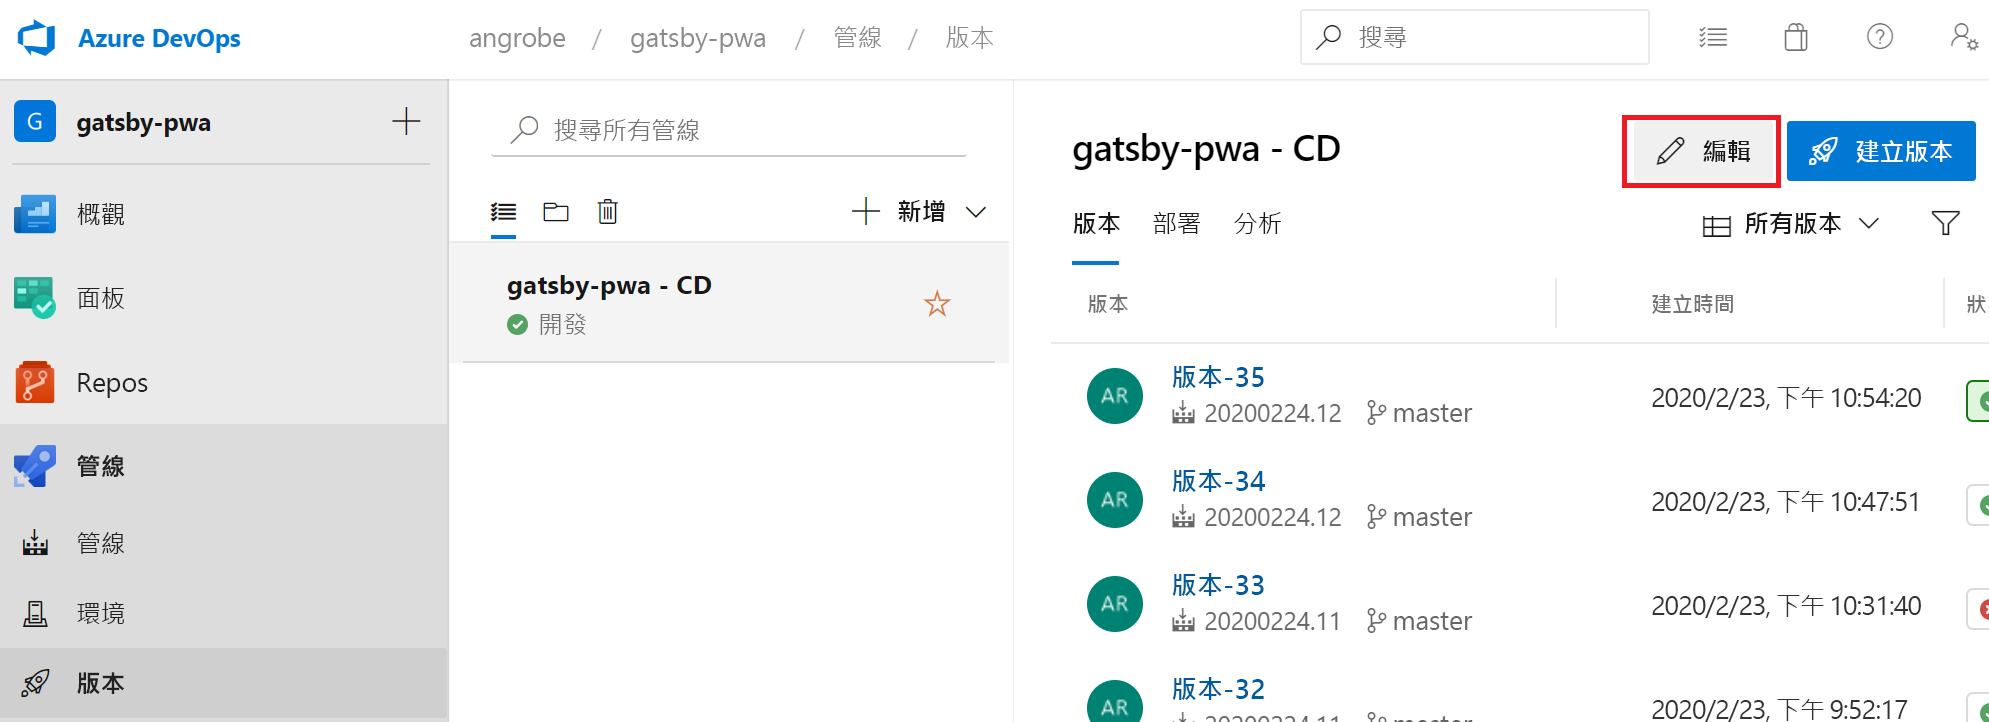 Azure DevOps
angrobe / gatsby-pwa / 管線 / 版本
搜尋
G gatsby-pwa
概觀
面板
Repos
管線
管線
環境
版本
搜尋所有管線
新增
gatsby-pwa - CD
開發
gatsby-pwa - CD
編輯
建立版本
版本 部署 分析
所有版本
版本 建立時間
AR 版本-35
20200224.12 master
2020/2/23, 下午 10:54:20
AR 版本-34
20200224.12 master
2020/2/23, 下午 10:47:51
AR 版本-33
20200224.11 master
2020/2/23, 下午 10:31:40
AR 版本-32
2020/2/23, 下午 9:52:17